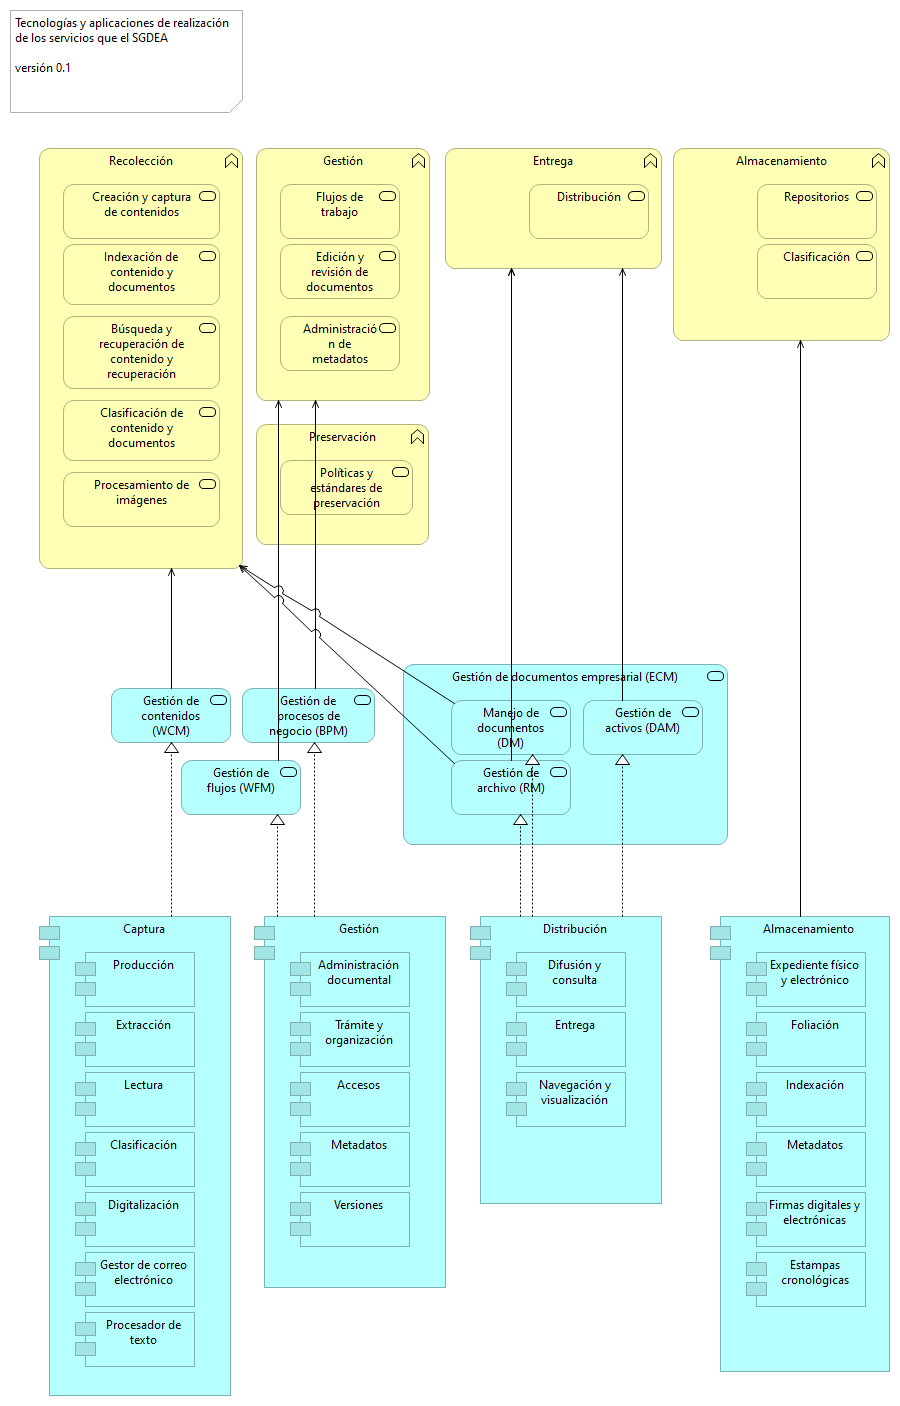 Tecnologías y aplicaciones de realización
de los servicios que el SGDEA
versión 0.1
Recolección
Creación y captura
de contenidos
Indexación de
contenido y
documentos
Búsqueda y
recuperación de
contenido y
recuperación
Clasificación de
contenido y
documentos
Procesamiento de
imágenes
Gestión
Flujos de
trabajo
Edición y
revisión de
documentos
Administració
n de
metadatos
Preservación
Políticas y
estándares de
preservación
Entrega
Distribución
Almacenamiento
Repositorios
Clasificación
Gestión de
contenidos
(WCM)
Gestión de
procesos de
negocio (BPM)
Gestión de
flujos (WFM)
Gestión de documentos empresarial (ECM)
Manejo de
documentos
(DM)
Gestión de
activos (DAM)
Gestión de
archivo (RM)
Captura
Producción
Extracción
Lectura
Clasificación
Digitalización
Gestor de correo
electrónico
Procesador de
texto
Gestión
Administración
documental
Trámite y
organización
Accesos
Metadatos
Versiones
Distribución
Difusión y
consulta
Entrega
Navegación y
visualización
Almacenamiento
Expediente físico
y electrónico
Foliación
Indexación
Metadatos
Firmas digitales y
electrónicas
Estampas
cronológicas